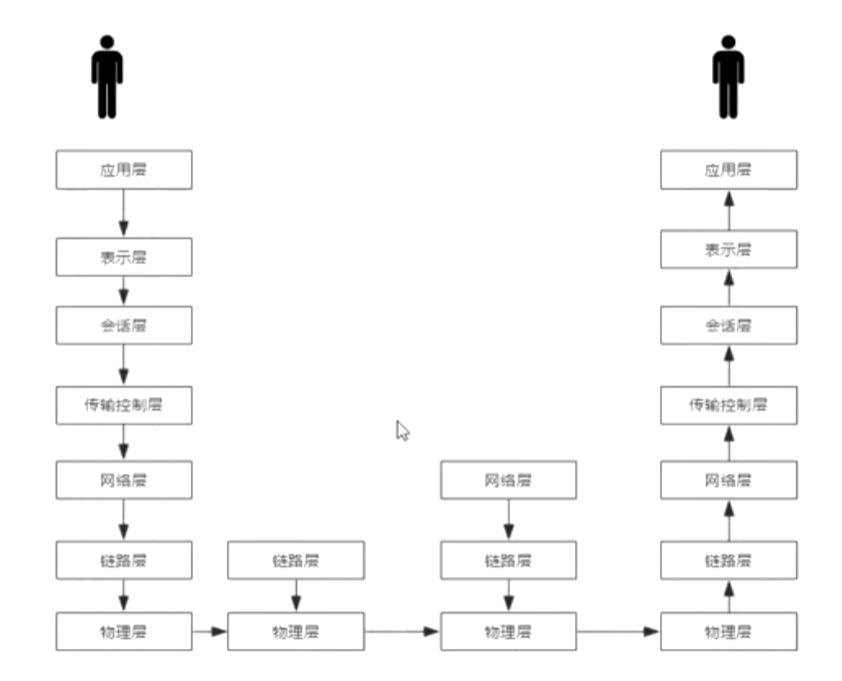 应用层
应用层
表示层
表示层
会话层
会话层
传输控制层
传输控制层
网络层
网络层
网络层
链路层
链路层
链路层
链路层
物理层
物理层
物理层
物理层